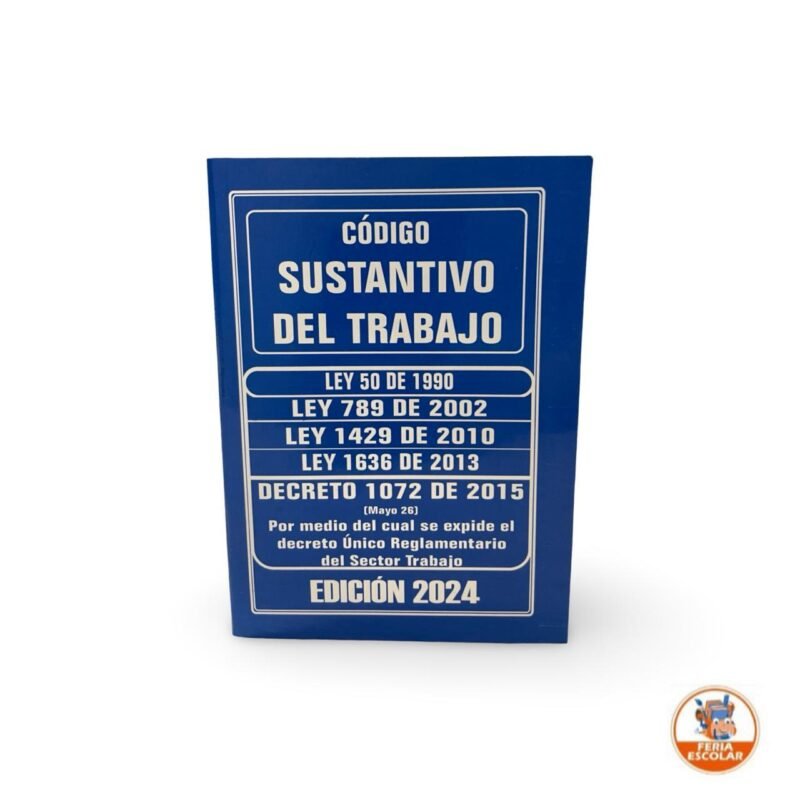 CÓDIGO
SUSTANTIVO
DEL TRABAJO
LEY 50 DE 1990
LEY 789 DE 2002
LEY 1429 DE 2010
LEY 1636 DE 2013
DECRETO 1072 DE 2015
(Mayo 26)
Por medio del cual se expide el
decreto Único Reglamentario
del Sector Trabajo
EDICIÓN 2024
FERIA
ESCOLAR